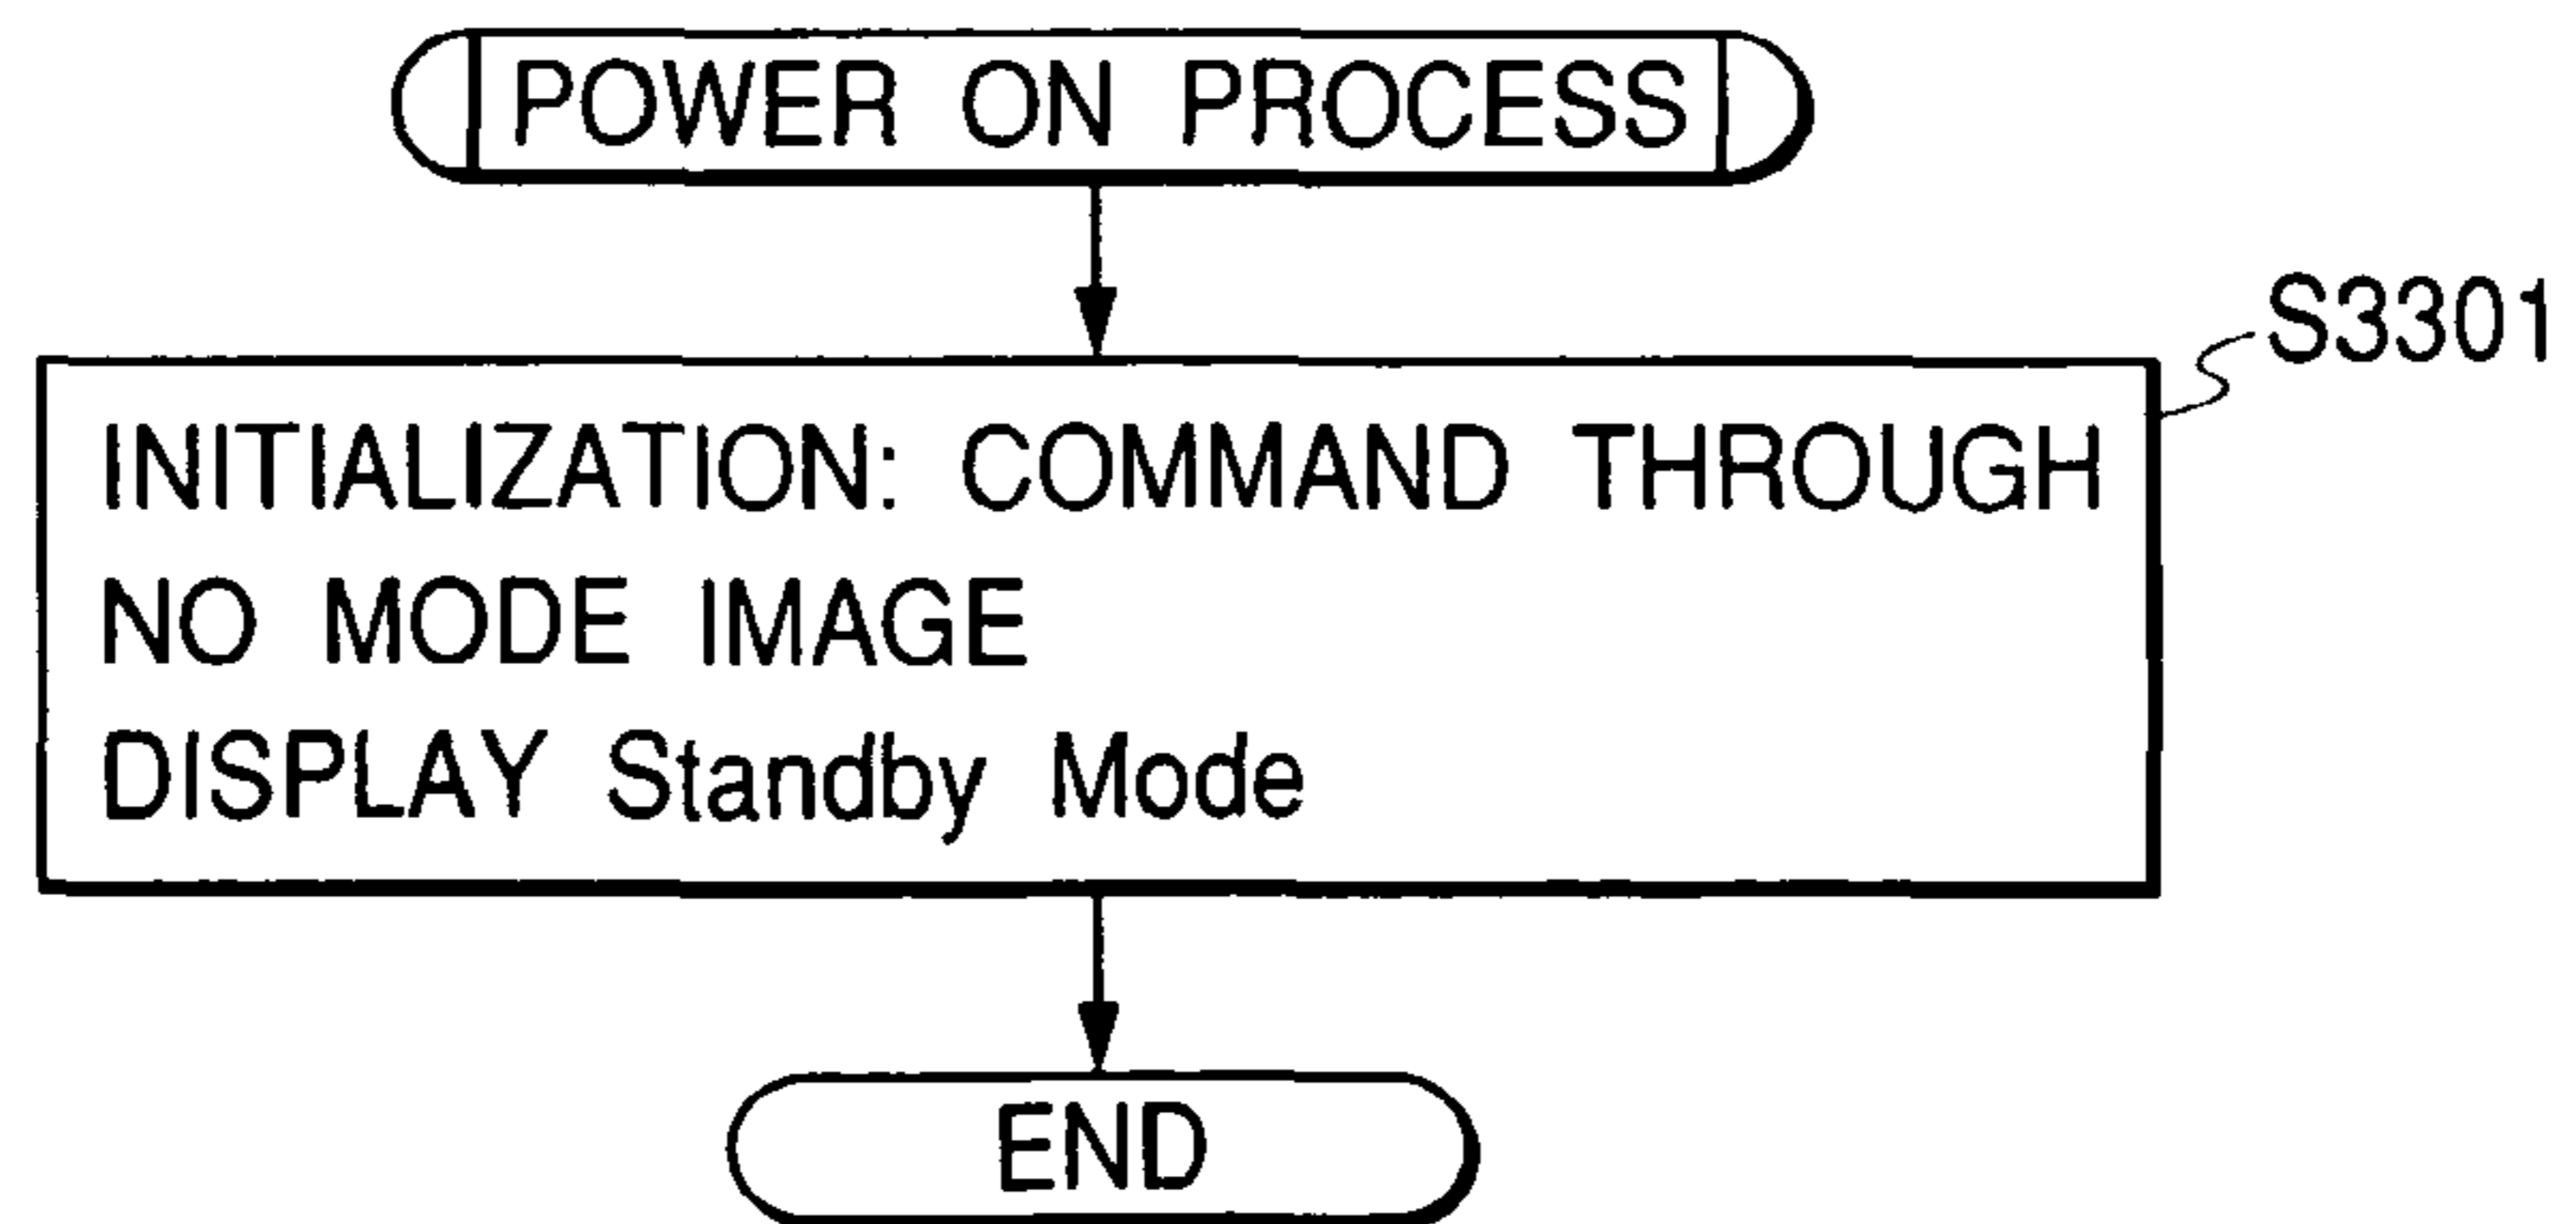 POWER ON PROCESS
S3301
INITIALIZATION: COMMAND THROUGH
NO MODE IMAGE
DISPLAY Standby Mode
END